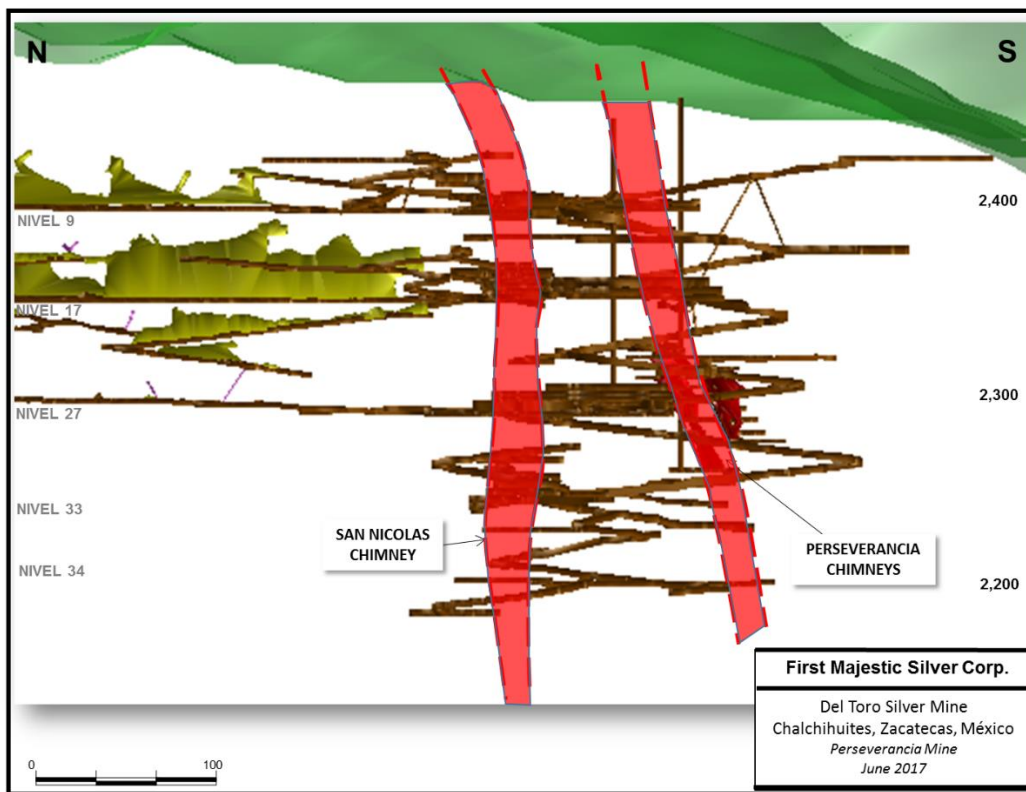 N
S
2,400
NIVEL 9
NIVEL 17
2,300
NIVEL 27
NIVEL 33
SAN NICOLAS
CHIMNEY
PERSEVERANCIA
CHIMNEYS
NIVEL 34
2,200
First Majestic Silver Corp.
Del Toro Silver Mine
Chalchihuites, Zacatecas, México
Perseverancia Mine
June 2017
0 100